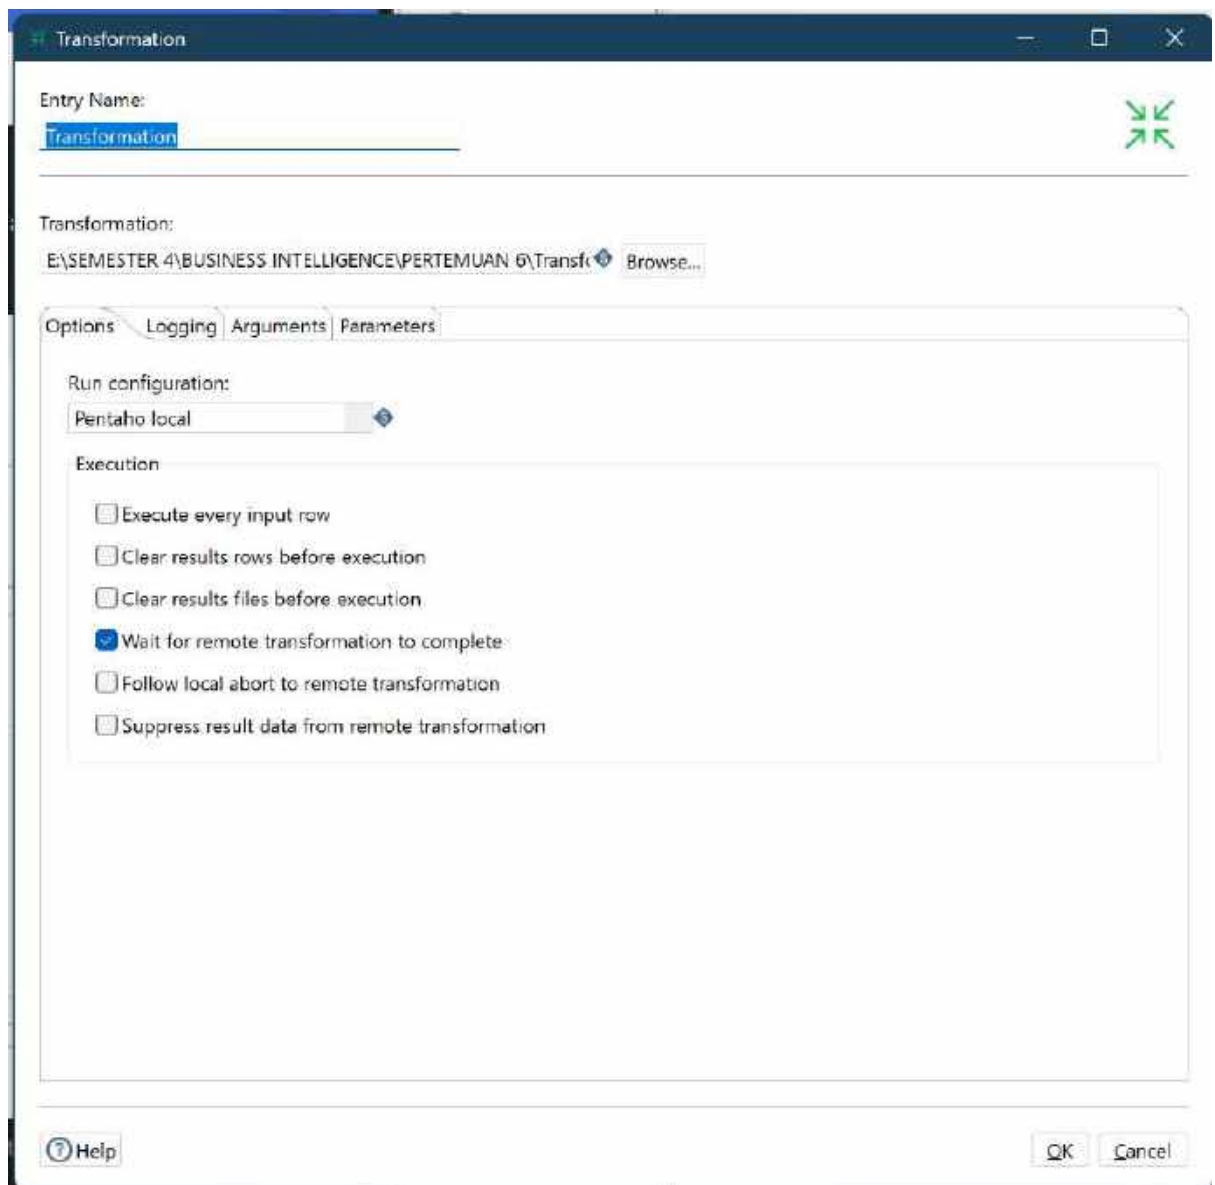 Transformation
Entry Name:
Transformation
Transformation:
E:\SEMESTER 4\BUSINESS INTELLIGENCE\PERTEMUAN 6\Transf Browse...
Options Logging Arguments Parameters
Run configuration:
Pentaho local
Execution
Execute every input row
Clear results rows before execution
Clear results files before execution
Wait for remote transformation to complete
Follow local abort to remote transformation
Suppress result data from remote transformation
Help OK Cancel